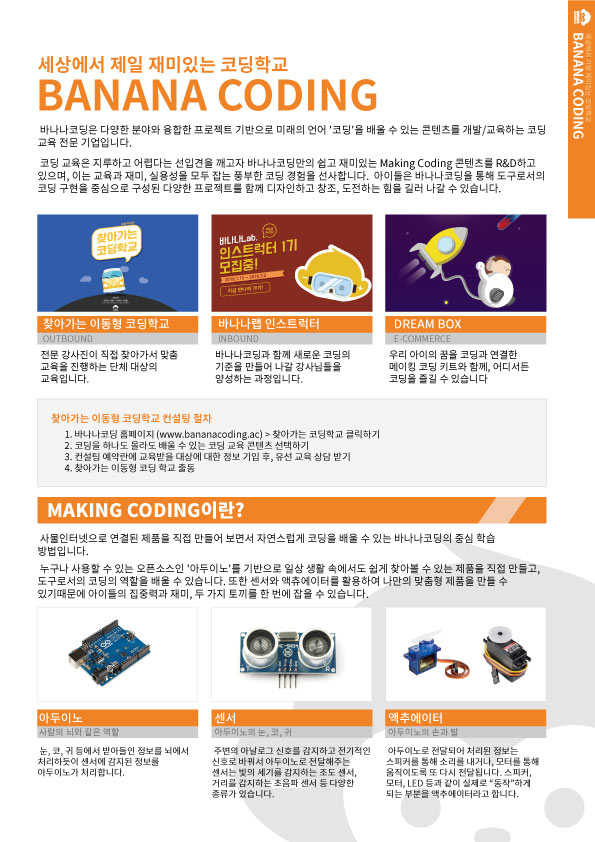 세상에서 제일 재미있는 코딩학교
BANANA CODING
바나나코딩은 다양한 분야와 융합한 프로젝트 기반으로 미래의 언어 '코딩'을 배울 수 있는 콘텐츠를 개발/교육하는 코딩
교육 전문 기업입니다.
코딩 교육은 지루하고 어렵다는 선입견을 깨고자 바나나코딩만의 쉽고 재미있는 Making Coding 콘텐츠를 R&D하고
있으며, 이는 교육과 재미, 실용성을 모두 잡는 풍부한 코딩 경험을 선사합니다. 아이들은 바나나코딩을 통해 도구로서의
코딩 구현을 중심으로 구성된 다양한 프로젝트를 함께 디자인하고 창조, 도전하는 힘을 길러 나갈 수 있습니다.
세상에서 가장 재미있는 코딩학교
BANANA CODING
찾아가는
코딩학교
찾아가는 이동형 코딩학교
OUTBOUND
전문 강사진이 직접 찾아가서 맞춤
교육을 진행하는 단체 대상의
교육입니다.
바나나Lab.
인스트럭터 1기
모집중!
지금 만나러 가기!
바나나랩 인스트럭터
INBOUND
바나나코딩과 함께 새로운 코딩의
기준을 만들어 나갈 강사님들을
양성하는 과정입니다.
DREAM BOX
E-COMMERCE
우리 아이의 꿈을 코딩과 연결한
메이킹 코딩 키트와 함께, 어디서든
코딩을 즐길 수 있습니다
찾아가는 이동형 코딩학교 컨설팅 절차
1. 바나나코딩 홈페이지 (www.bananacoding.ac) > 찾아가는 코딩학교 클릭하기
2. 코딩을 하나도 몰라도 배울 수 있는 코딩 교육 콘텐츠 선택하기
3. 컨설팅 예약란에 교육받을 대상에 대한 정보 기입 후, 유선 교육 상담 받기
4. 찾아가는 이동형 코딩 학교 출동
MAKING CODING이란?
사물인터넷으로 연결된 제품을 직접 만들어 보면서 자연스럽게 코딩을 배울 수 있는 바나나코딩의 중심 학습
방법입니다.
누구나 사용할 수 있는 오픈소스인 '아두이노'를 기반으로 일상 생활 속에서도 쉽게 찾아볼 수 있는 제품을 직접 만들고,
도구로서의 코딩의 역할을 배울 수 있습니다. 또한 센서와 액츄에이터를 활용하여 나만의 맞춤형 제품을 만들 수
있기때문에 아이들의 집중력과 재미, 두 가지 토끼를 한 번에 잡을 수 있습니다.
아두이노
사람의 뇌와 같은 역할
눈, 코, 귀 등에서 받아들인 정보를 뇌에서
처리하듯이 센서에 감지된 정보를
아두이노가 처리합니다.
HC-SR04
센서
아두이노의 눈, 코, 귀
주변의 아날로그 신호를 감지하고 전기적인
신호로 바꿔서 아두이노로 전달해주는
센서는 빛의 세기를 감지하는 조도 센서,
거리를 감지하는 초음파 센서 등 다양한
종류가 있습니다.
액추에이터
아두이노의 손과 발
아두이노로 전달되어 처리된 정보는
스피커를 통해 소리를 내거나, 모터를 통해
움직이도록 또 다시 전달됩니다. 스피커,
모터, LED 등과 같이 실제로 "동작"하게
되는 부분을 액추에이터라고 합니다.